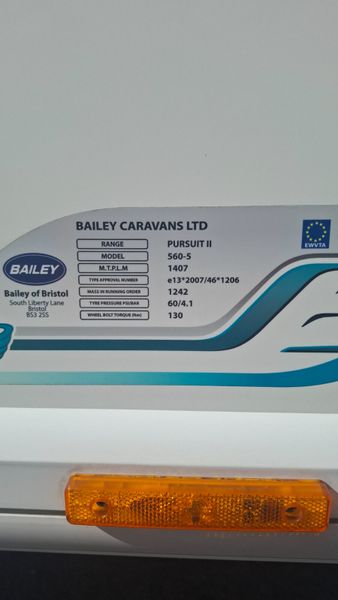 BAILEY CARAVANS LTD
RANGE PURSUIT II
MODEL 560-5
M.T.P.L.M 1407
TYPE APPROVAL NUMBER e13*2007/46*1206
MASS IN RUNNING ORDER 1242
TYRE PRESSURE PSI/BAR 60/4.1
WHEEL BOLT TORQUE (Nm) 130
EWVTA
BAILEY
Bailey of Bristol
South Liberty Lane
Bristol
BS3 2SS